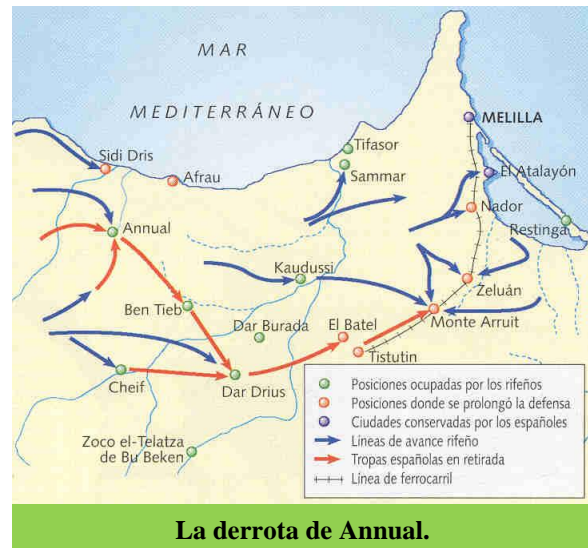 MAR
MEDITERRÁNEO
MELILLA
Tifasor
Sidi Dris
Afrau
Sammar
El Atalayón
Nador
Restinga
Annual
Kaudussi
Zeluán
Ben Tieb
Dar Burada
El Batel
Monte Arruit
Tistutin
Cheif
Dar Drius
Zoco el-Telatza
de Bu Beken
Posiciones ocupadas por los rifeños
Posiciones donde se prolongó la defensa
Ciudades conservadas por los españoles
Líneas de avance rifeño
Tropas españolas en retirada
Línea de ferrocarril
La derrota de Annual.